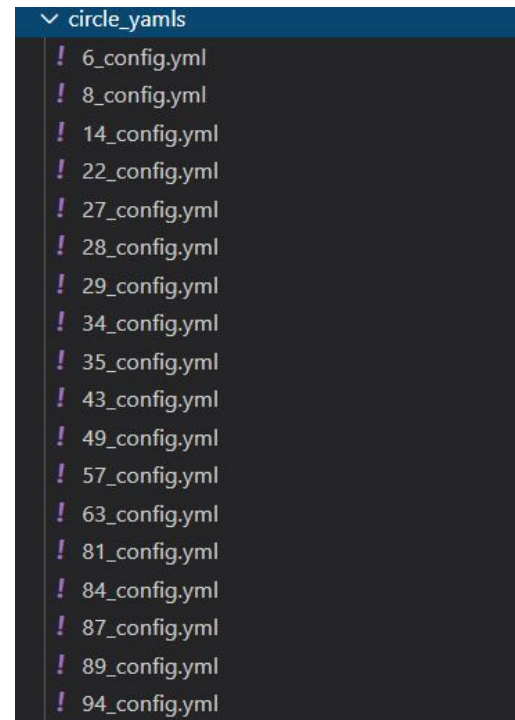 circle_yamls
! 6_config.yml
! 8_config.yml
! 14_config.yml
! 22_config.yml
! 27_config.yml
! 28_config.yml
! 29_config.yml
! 34_config.yml
! 35_config.yml
! 43_config.yml
! 49_config.yml
! 57_config.yml
! 63_config.yml
! 81_config.yml
! 84_config.yml
! 87_config.yml
! 89_config.yml
! 94_config.yml